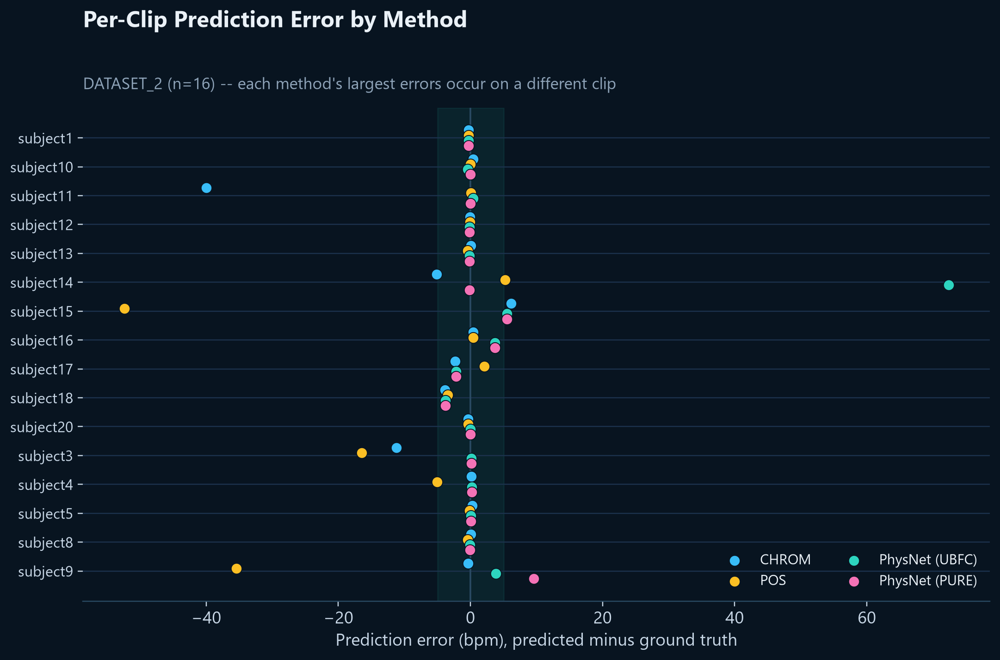 Per-Clip Prediction Error by Method
DATASET_2 (n=16) -- each method's largest errors occur on a different clip
subject1
subject10
subject11
subject12
subject13
subject14
subject15
subject16
subject17
subject18
subject20
subject3
subject4
subject5
subject8
subject9
CHROM
POS
PhysNet (UBFC)
PhysNet (PURE)
−40 −20 0 20 40 60
Prediction error (bpm), predicted minus ground truth